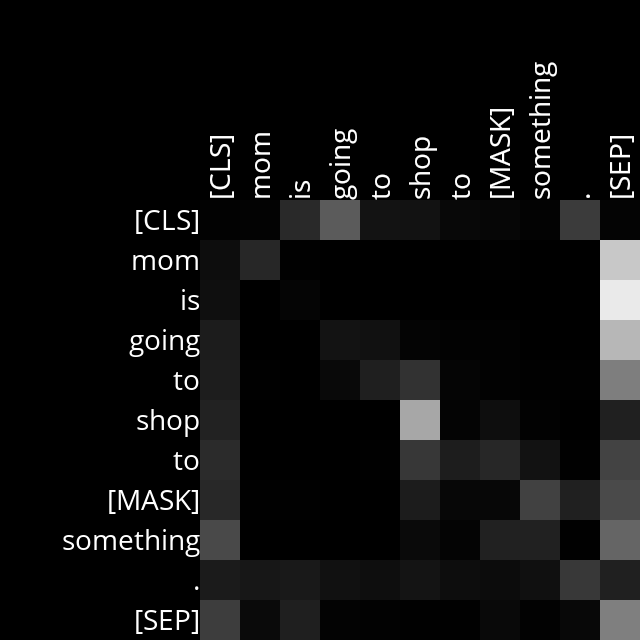 [CLS] mom is going to shop to [MASK] something . [SEP]
[CLS]
mom
is
going
to
shop
to
[MASK]
something
.
[SEP]